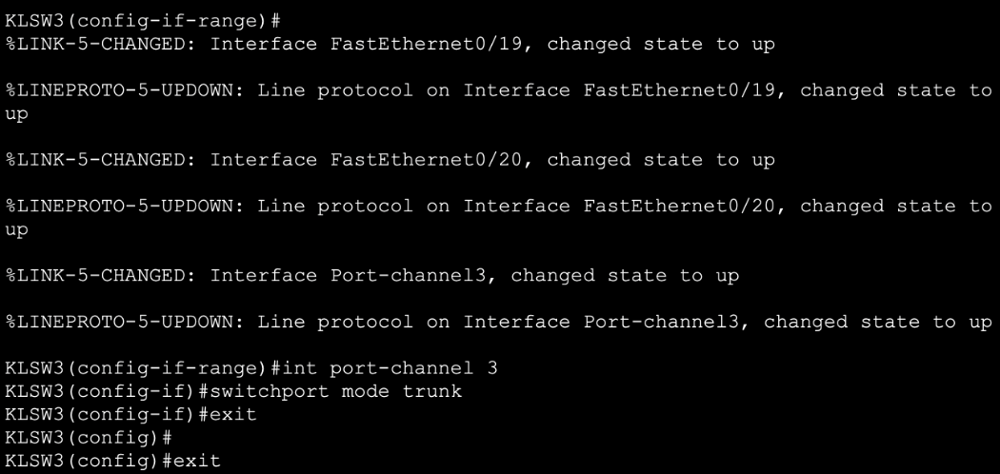 KLSW3(config-if-range)#
%LINK-5-CHANGED: Interface FastEthernet0/19, changed state to up
%LINEPROTO-5-UPDOWN: Line protocol on Interface FastEthernet0/19, changed state to
up
%LINK-5-CHANGED: Interface FastEthernet0/20, changed state to up
%LINEPROTO-5-UPDOWN: Line protocol on Interface FastEthernet0/20, changed state to
up
%LINK-5-CHANGED: Interface Port-channel3, changed state to up
%LINEPROTO-5-UPDOWN: Line protocol on Interface Port-channel3, changed state to up
KLSW3(config-if-range)#int port-channel 3
KLSW3(config-if)#switchport mode trunk
KLSW3(config-if)#exit
KLSW3(config)#
KLSW3(config)#exit